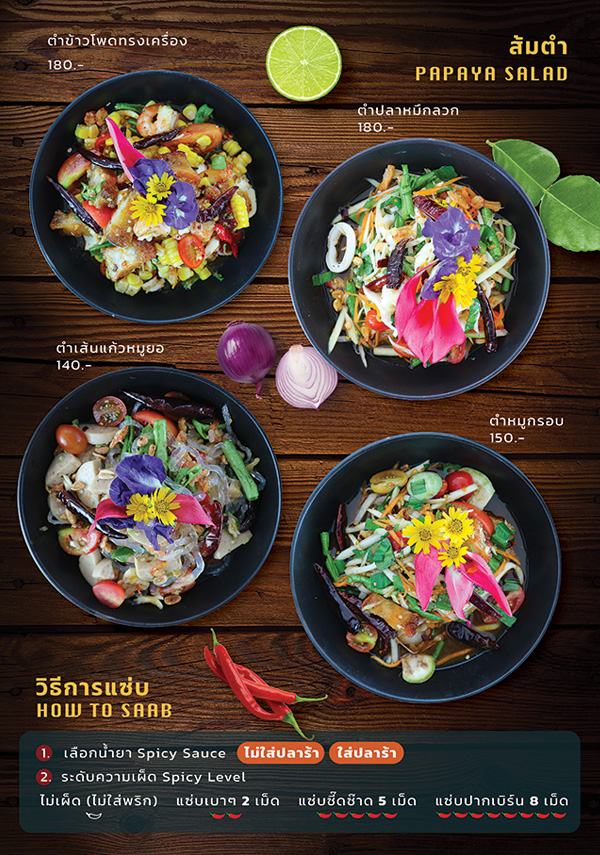 ตำข้าวโพดทรงเครื่อง
180.-
ส้มตำ
PAPAYA SALAD
ตำปลาหมึกลวก
180.-
ตำเส้นแก้วหมูยอ
140.-
ตำหมูกรอบ
150.-
วิธีการแซ่บ
HOW TO SAAB
1. เลือกน้ำยา Spicy Sauce ไม่ใส่ปลาร้า ใส่ปลาร้า
2. ระดับความเผ็ด Spicy Level
ไม่เผ็ด (ไม่ใส่พริก) แซ่บเบาๆ 2 เม็ด แซ่บซี๊ดซ๊าด 5 เม็ด แซ่บปากเบิร์น 8 เม็ด